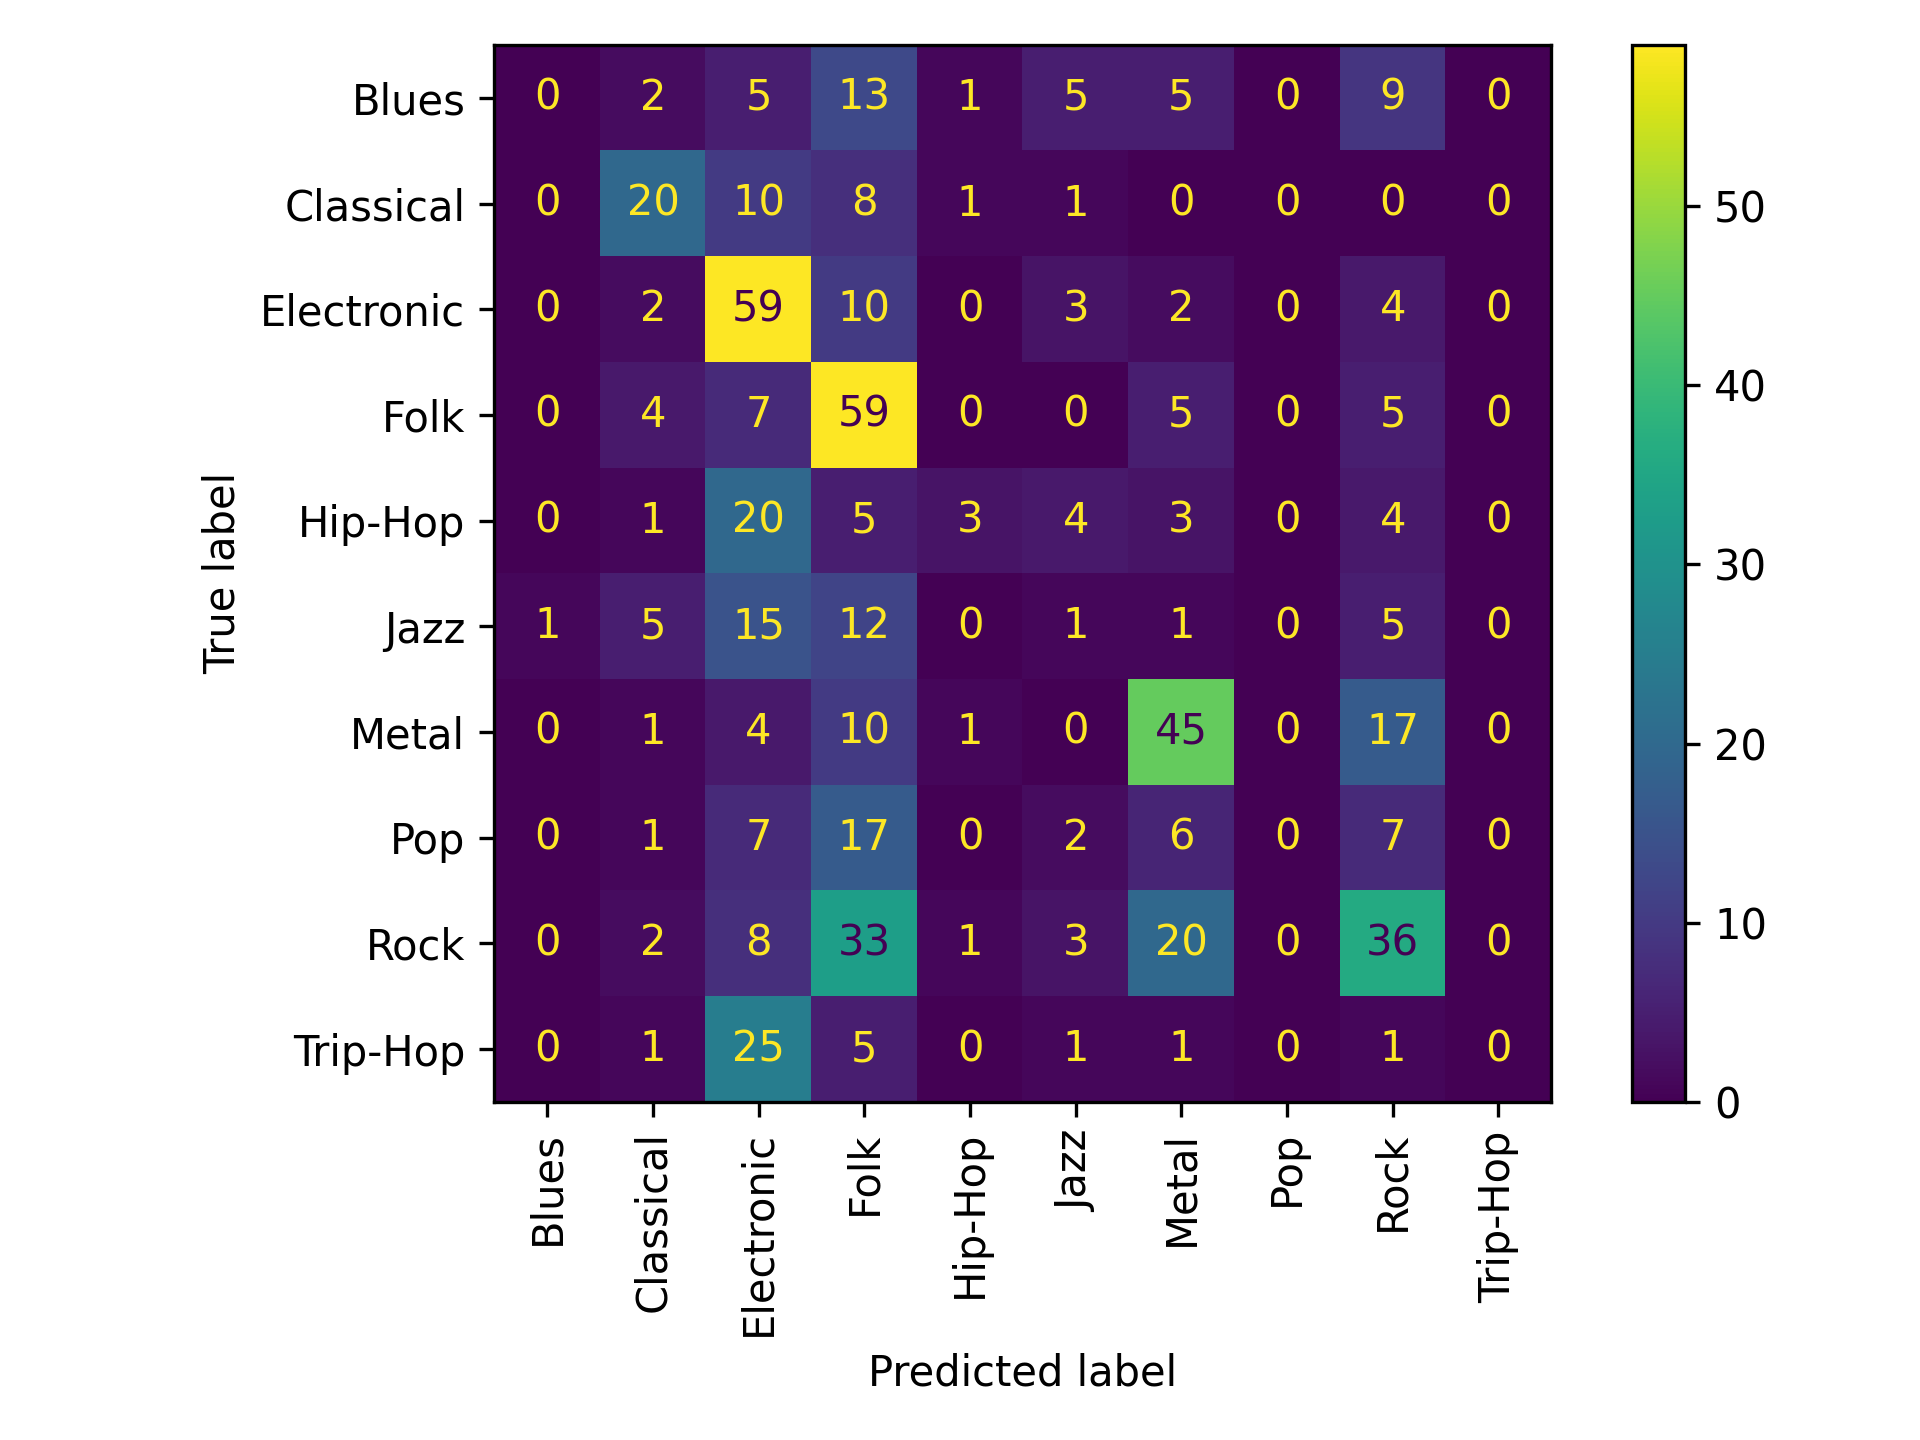 Blues 0 2 5 13 1 5 5 0 9 0
Classical 0 20 10 8 1 1 0 0 0 0
Electronic 0 2 59 10 0 3 2 0 4 0
Folk 0 4 7 59 0 0 5 0 5 0
Hip-Hop 0 1 20 5 3 4 3 0 4 0
Jazz 1 5 15 12 0 1 1 0 5 0
Metal 0 1 4 10 1 0 45 0 17 0
Pop 0 1 7 17 0 2 6 0 7 0
Rock 0 2 8 33 1 3 20 0 36 0
Trip-Hop 0 1 25 5 0 1 1 0 1 0
True label
Blues Classical Electronic Folk Hip-Hop Jazz Metal Pop Rock Trip-Hop
Predicted label
50
40
30
20
10
0